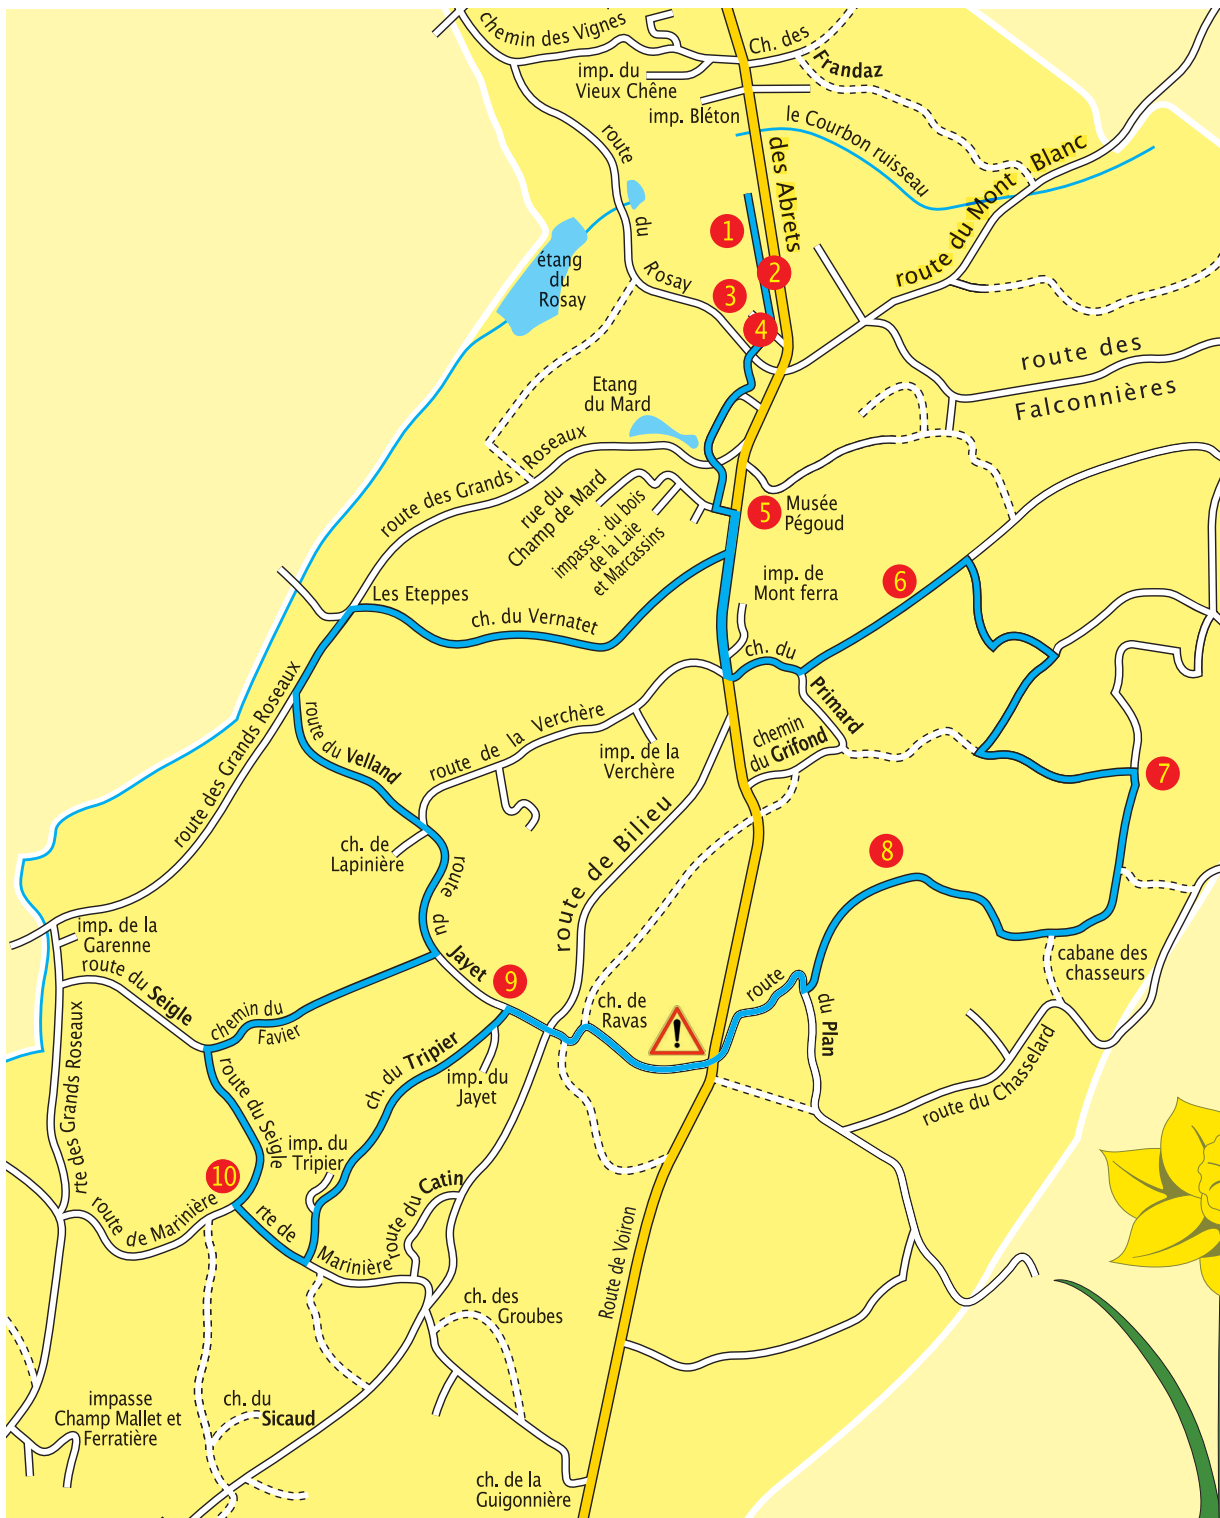 chemin des Vignes
Ch. des
Frandaz
imp. du
Vieux Chêne
imp. Bléton
le Courbon ruisseau
route
du
Rosay
des Abrets
route du Mont Blanc
1
2
3
4
étang
du
Rosay
route des
Falconnières
Etang
du Mard
route des Grands Roseaux
rue du
Champ de Mard
impasse : du bois
de la Laie
et Marcassins
5
Musée
Pégoud
imp. de
Mont ferra
6
Les Eteppes
ch. du Vernatet
ch. du
Primard
chemin
du Grifond
route des Grands Roseaux
route du Velland
route de la Verchère
imp. de la
Verchère
7
ch. de
Lapinière
route de Bilieu
8
route
du
Jayet
imp. de la
Garenne
route du Seigle
chemin du
Favier
9
ch. de
Ravas
!
route
du Plan
cabane des
chasseurs
rte des Grands Roseaux
ch. du Tripier
imp. du
Jayet
route du Chasselard
route du Seigle
imp. du
Tripier
10
route de Marinière
rte de
Marinière
route du Catin
Route de Voiron
ch. des
Groubes
impasse
Champ Mallet et
Ferratière
ch. du
Sicaud
ch. de la
Guigonnière